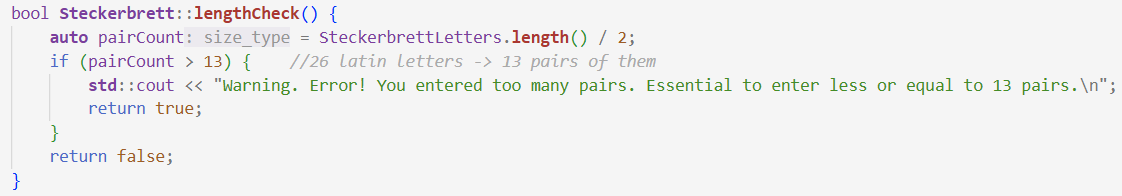 bool Steckerbrett::lengthCheck() {
    auto pairCount: size_type = SteckerbrettLetters.length() / 2;
    if (pairCount > 13) {    //26 latin letters -> 13 pairs of them
        std::cout << "Warning. Error! You entered too many pairs. Essential to enter less or equal to 13 pairs.\n";
        return true;
    }
    return false;
}